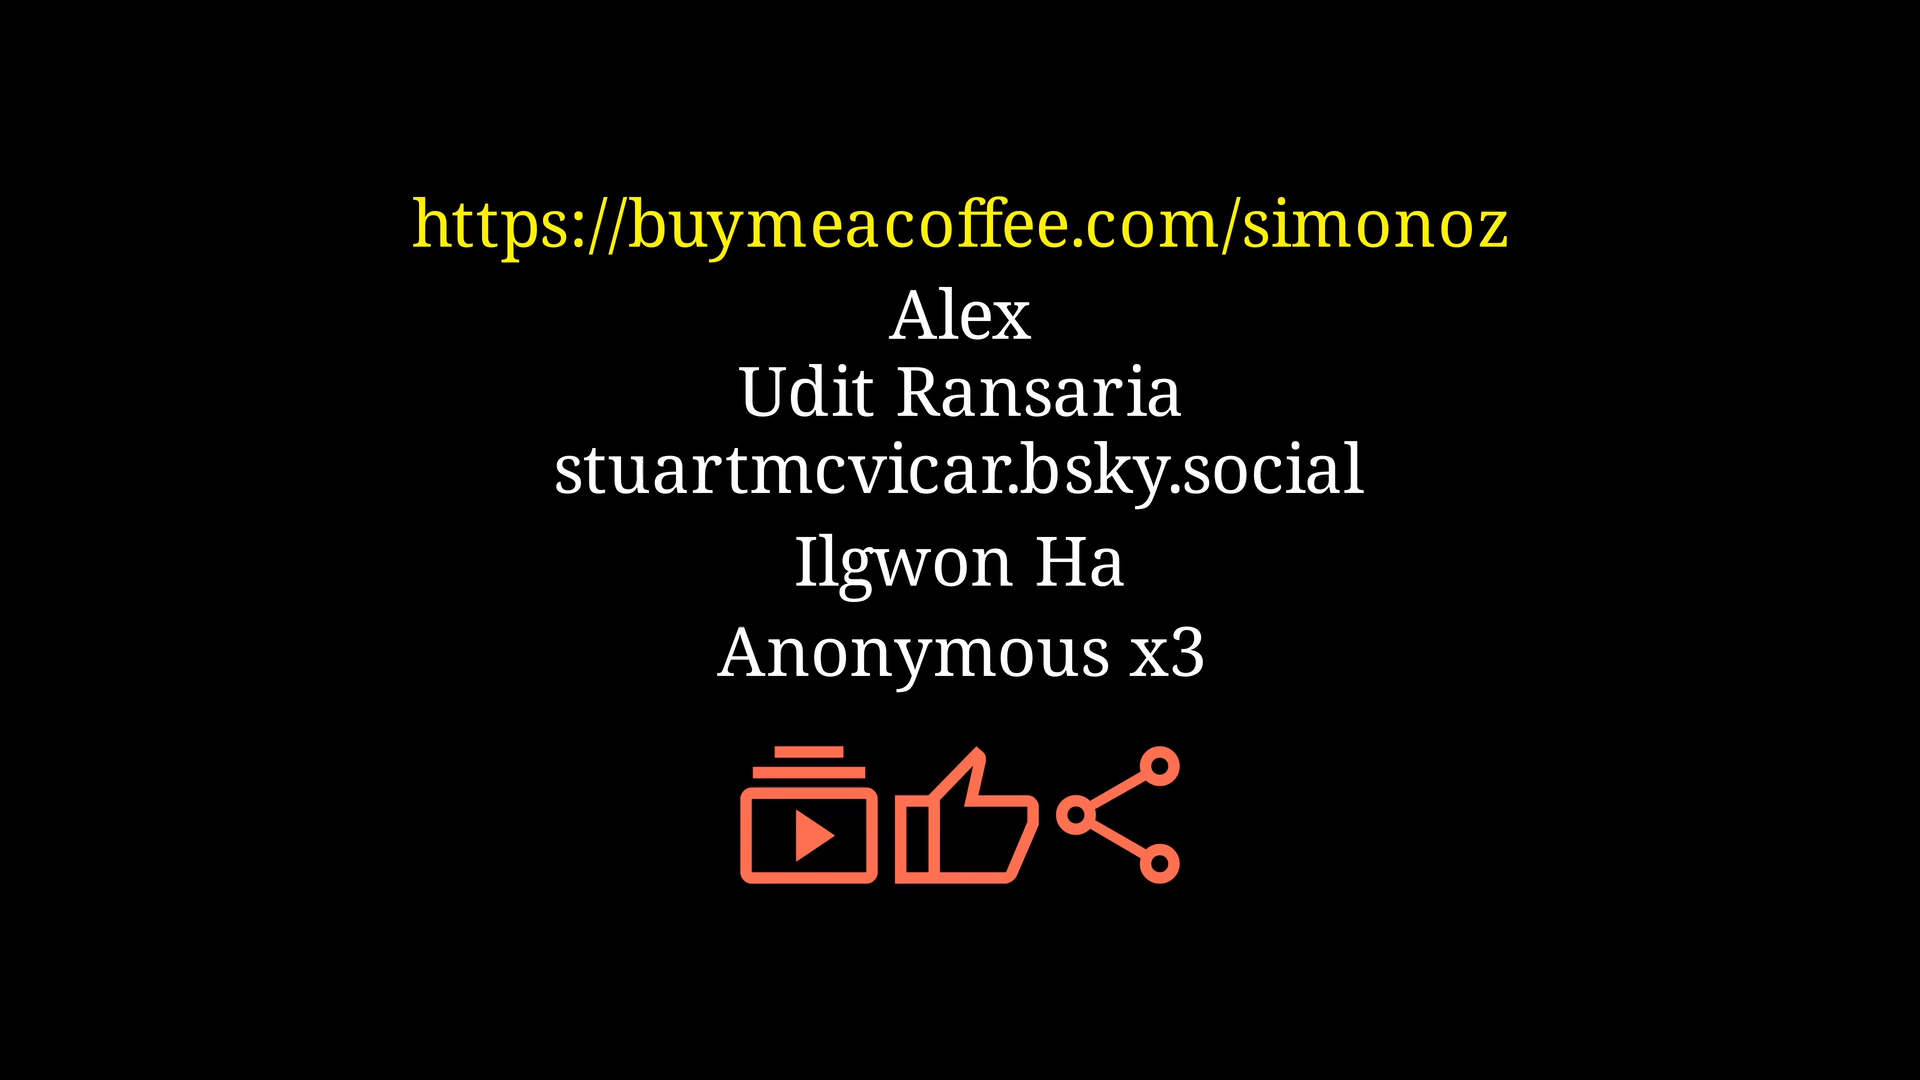 https://buymeacoffee.com/simonoz
Alex
Udit Ransaria
stuartmcvicar.bsky.social
Ilgwon Ha
Anonymous x3